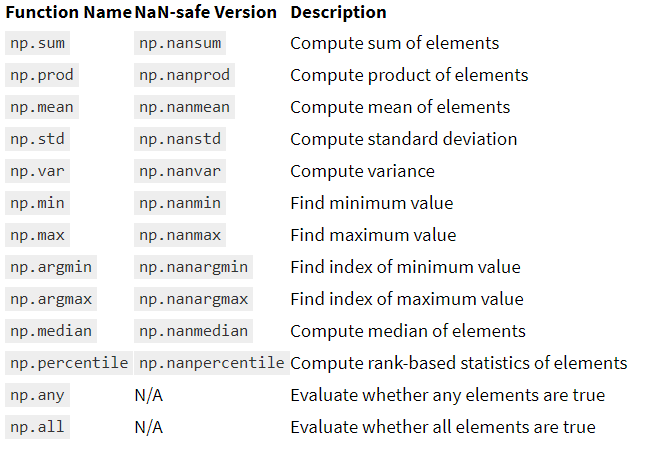 Function Name NaN-safe Version Description
np.sum np.nansum Compute sum of elements
np.prod np.nanprod Compute product of elements
np.mean np.nanmean Compute mean of elements
np.std np.nanstd Compute standard deviation
np.var np.nanvar Compute variance
np.min np.nanmin Find minimum value
np.max np.nanmax Find maximum value
np.argmin np.nanargmin Find index of minimum value
np.argmax np.nanargmax Find index of maximum value
np.median np.nanmedian Compute median of elements
np.percentile np.nanpercentile Compute rank-based statistics of elements
np.any N/A Evaluate whether any elements are true
np.all N/A Evaluate whether all elements are true